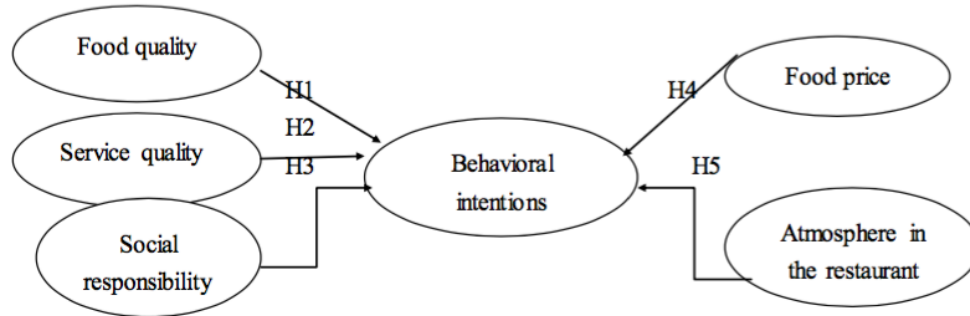 Food quality
H1
H2
Service quality
H3
Social
responsibility
Behavioral
intentions
H4
Food price
H5
Atmosphere in
the restaurant